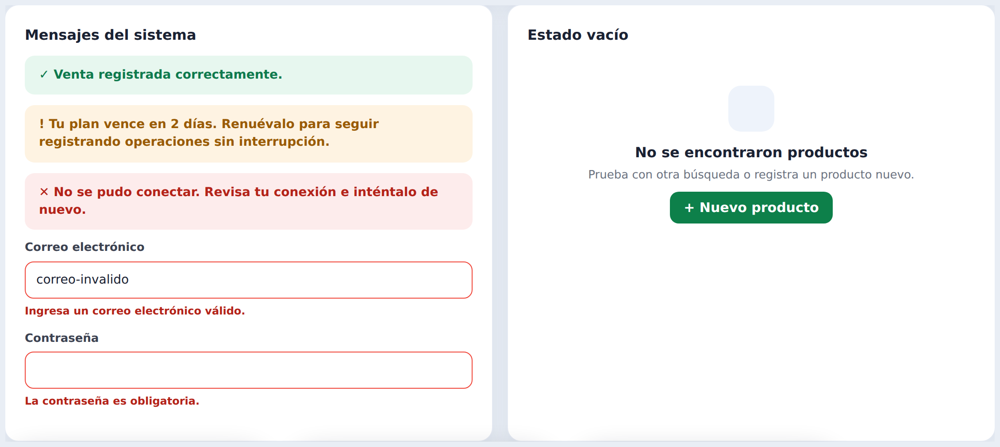 Mensajes del sistema
✓ Venta registrada correctamente.
! Tu plan vence en 2 días. Renuévalo para seguir
registrando operaciones sin interrupción.
✕ No se pudo conectar. Revisa tu conexión e inténtalo de
nuevo.
Correo electrónico
correo-invalido
Ingresa un correo electrónico válido.
Contraseña
La contraseña es obligatoria.
Estado vacío
No se encontraron productos
Prueba con otra búsqueda o registra un producto nuevo.
+ Nuevo producto